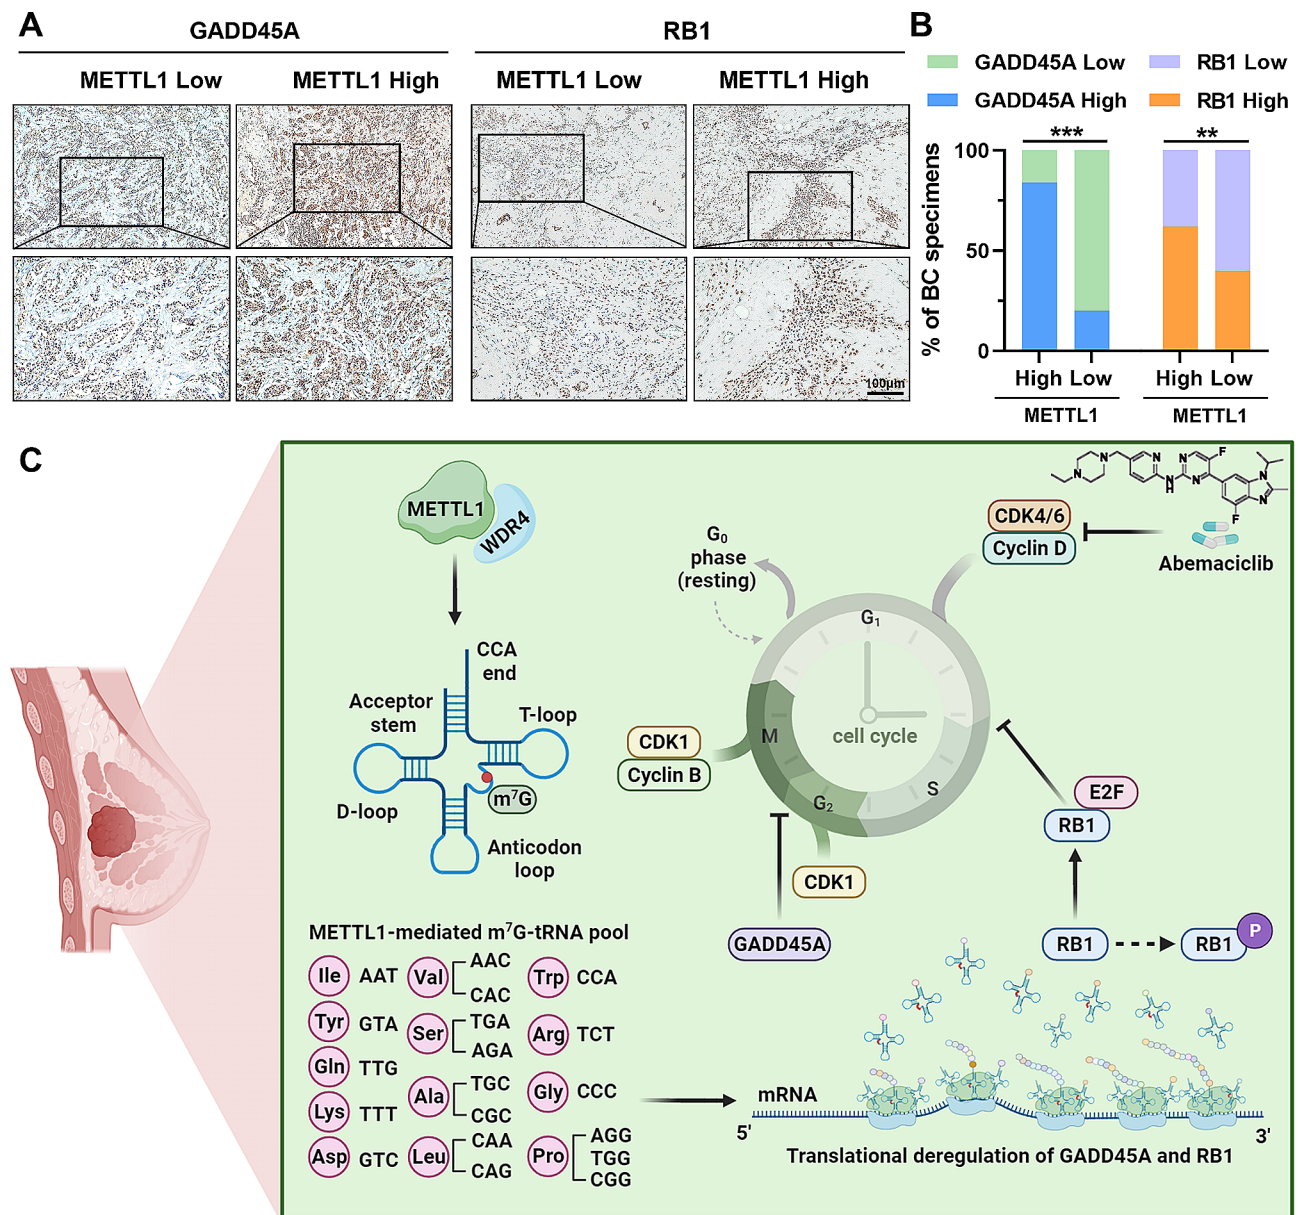 A
GADD45A
RB1
METTL1 Low
METTL1 High
METTL1 Low
METTL1 High
100μm
B
GADD45A Low
RB1 Low
GADD45A High
RB1 High
% of BC specimens
100
50
0
***
**
High Low
High Low
METTL1
METTL1
C
METTL1
WDR4
CCA
end
Acceptor
stem
T-loop
D-loop
m⁷G
Anticodon
loop
G₀
phase
(resting)
G₁
S
G₂
M
cell cycle
CDK4/6
Cyclin D
Abemaciclib
N
N
N
N
H
N
N
F
F
N
N
CDK1
Cyclin B
CDK1
GADD45A
E2F
RB1
RB1
RB1
P
METTL1-mediated m⁷G-tRNA pool
Ile AAT
Val AAC
CAC
Trp CCA
Tyr GTA
Ser TGA
AGA
Arg TCT
Gln TTG
Lys TTT
Ala TGC
CGC
Gly CCC
Asp GTC
Leu CAA
CAG
Pro AGG
TGG
CGG
mRNA
5'
3'
Translational deregulation of GADD45A and RB1